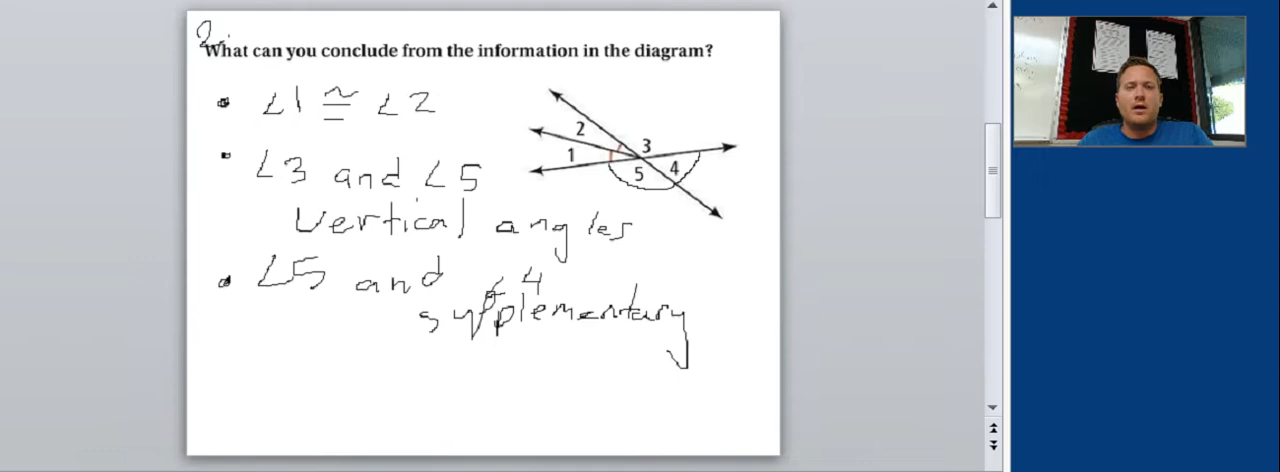 2.
What can you conclude from the information in the diagram?
∠1 ≅ ∠2
∠3 and ∠5
vertical angles
∠5 and ∠4
supplementary
2
3
1
5
4